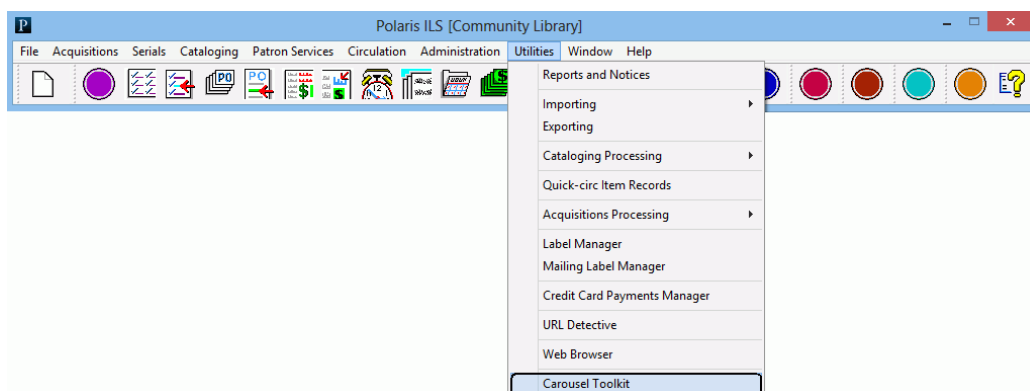 P
Polaris ILS [Community Library]
File Acquisitions Serials Cataloging Patron Services Circulation Administration Utilities Window Help
PO
PO
Reports and Notices
Importing
Exporting
Cataloging Processing
Quick-circ Item Records
Acquisitions Processing
Label Manager
Mailing Label Manager
Credit Card Payments Manager
URL Detective
Web Browser
Carousel Toolkit